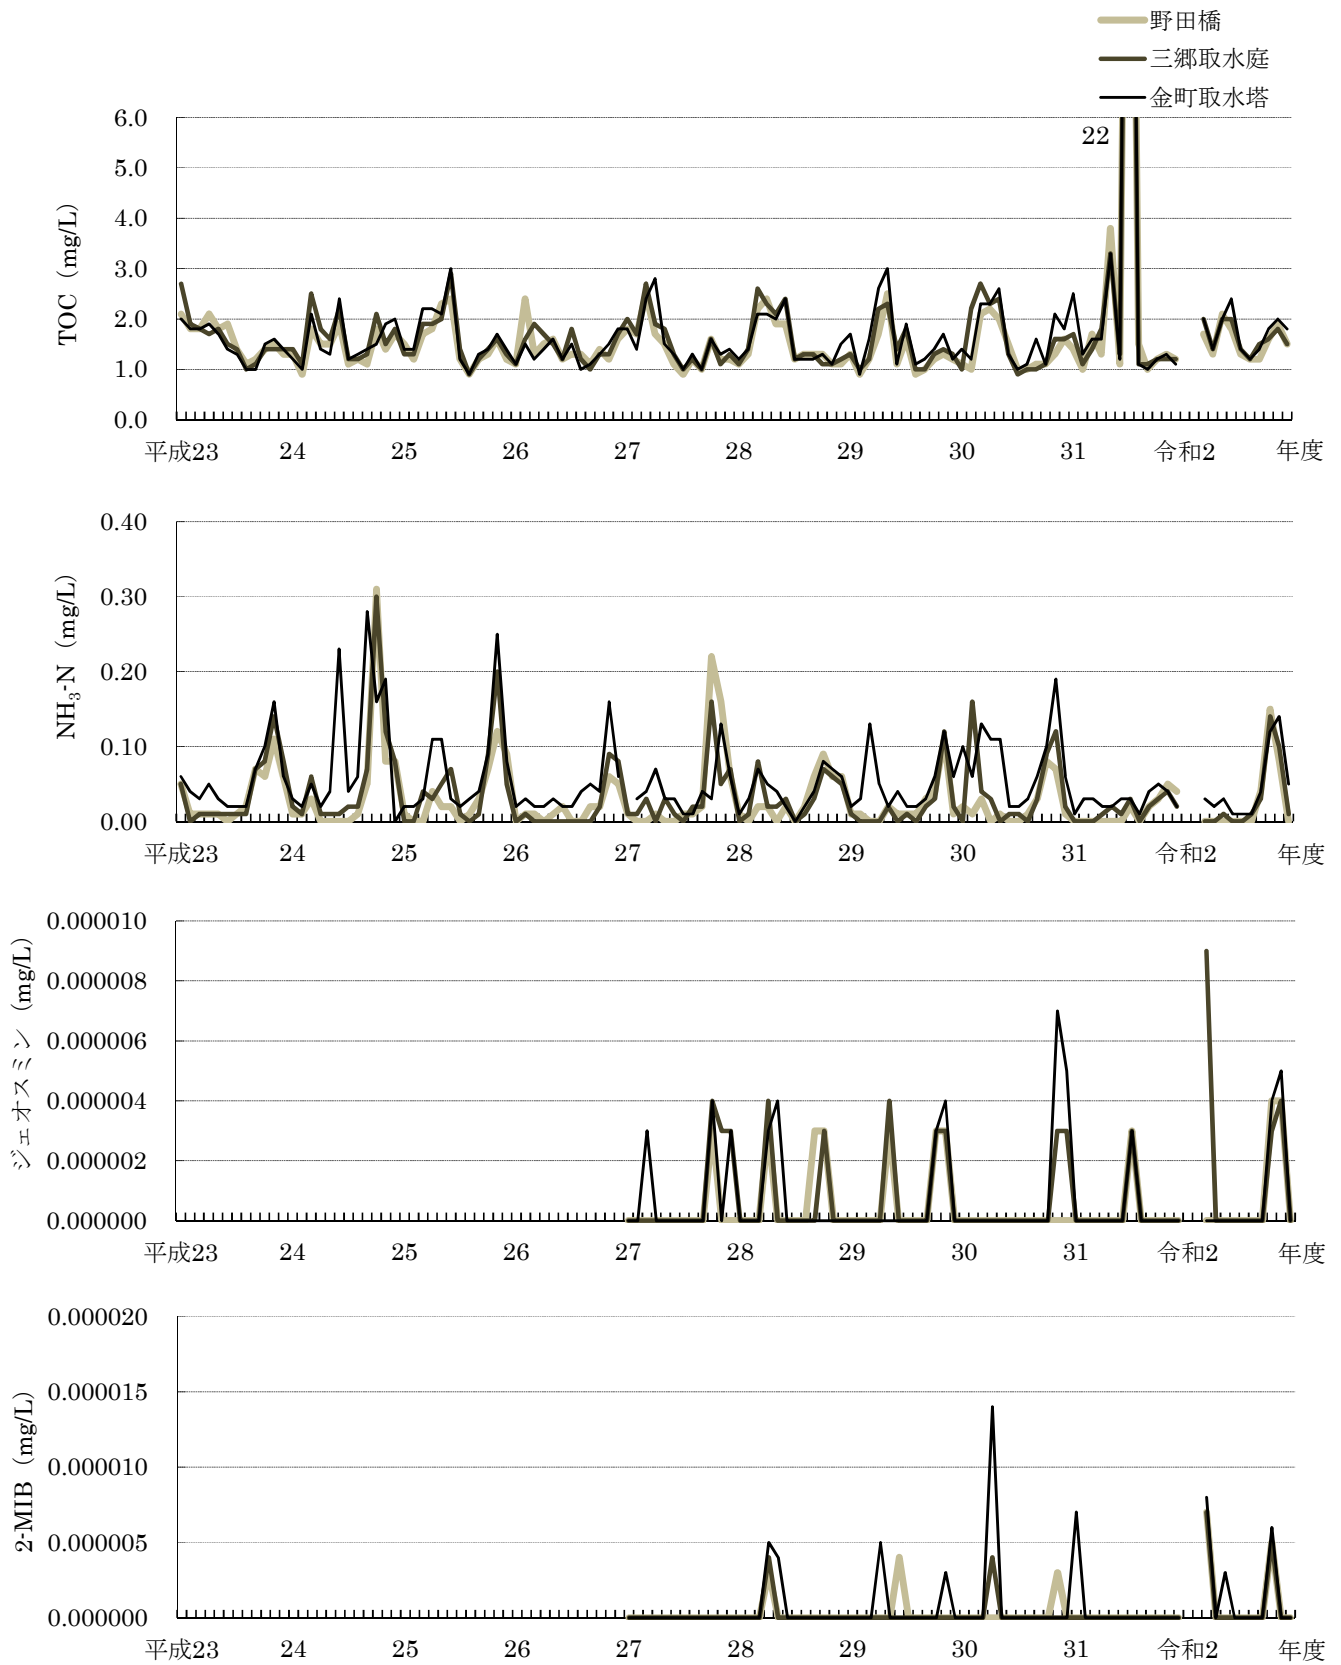 野田橋
三郷取水庭
金町取水塔
TOC (mg/L)
6.0
5.0
4.0
3.0
2.0
1.0
0.0
22
平成23 24 25 26 27 28 29 30 31 令和2 年度
NH₃-N (mg/L)
0.40
0.30
0.20
0.10
0.00
平成23 24 25 26 27 28 29 30 31 令和2 年度
ジェオスミン (mg/L)
0.000010
0.000008
0.000006
0.000004
0.000002
0.000000
平成23 24 25 26 27 28 29 30 31 令和2 年度
2-MIB (mg/L)
0.000020
0.000015
0.000010
0.000005
0.000000
平成23 24 25 26 27 28 29 30 31 令和2 年度